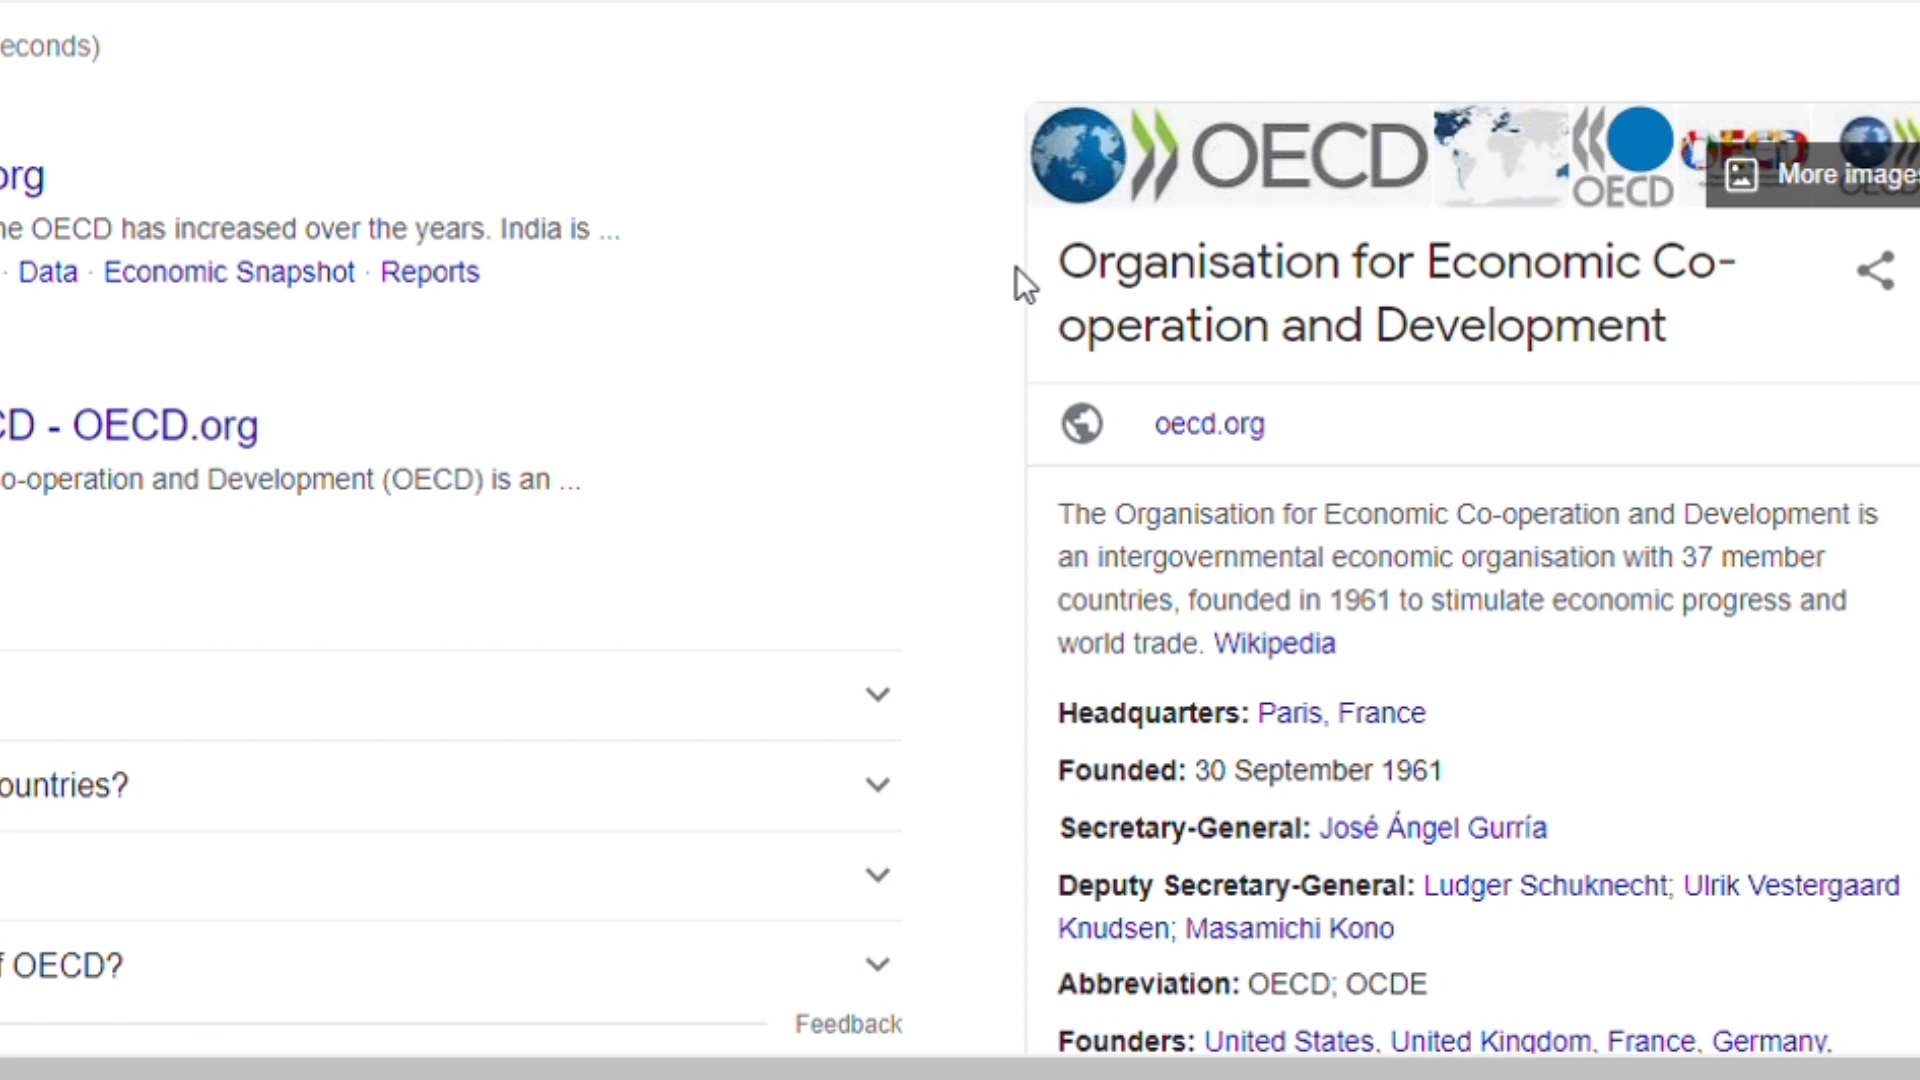 econds)
org
ne OECD has increased over the years. India is ...
· Data · Economic Snapshot · Reports
CD - OECD.org
o-operation and Development (OECD) is an ...
ountries?
f OECD?
Feedback
OECD
OECD
OECD
More images
Organisation for Economic Co-
operation and Development
oecd.org
The Organisation for Economic Co-operation and Development is
an intergovernmental economic organisation with 37 member
countries, founded in 1961 to stimulate economic progress and
world trade. Wikipedia
Headquarters: Paris, France
Founded: 30 September 1961
Secretary-General: José Ángel Gurría
Deputy Secretary-General: Ludger Schuknecht; Ulrik Vestergaard
Knudsen; Masamichi Kono
Abbreviation: OECD; OCDE
Founders: United States, United Kingdom, France, Germany,